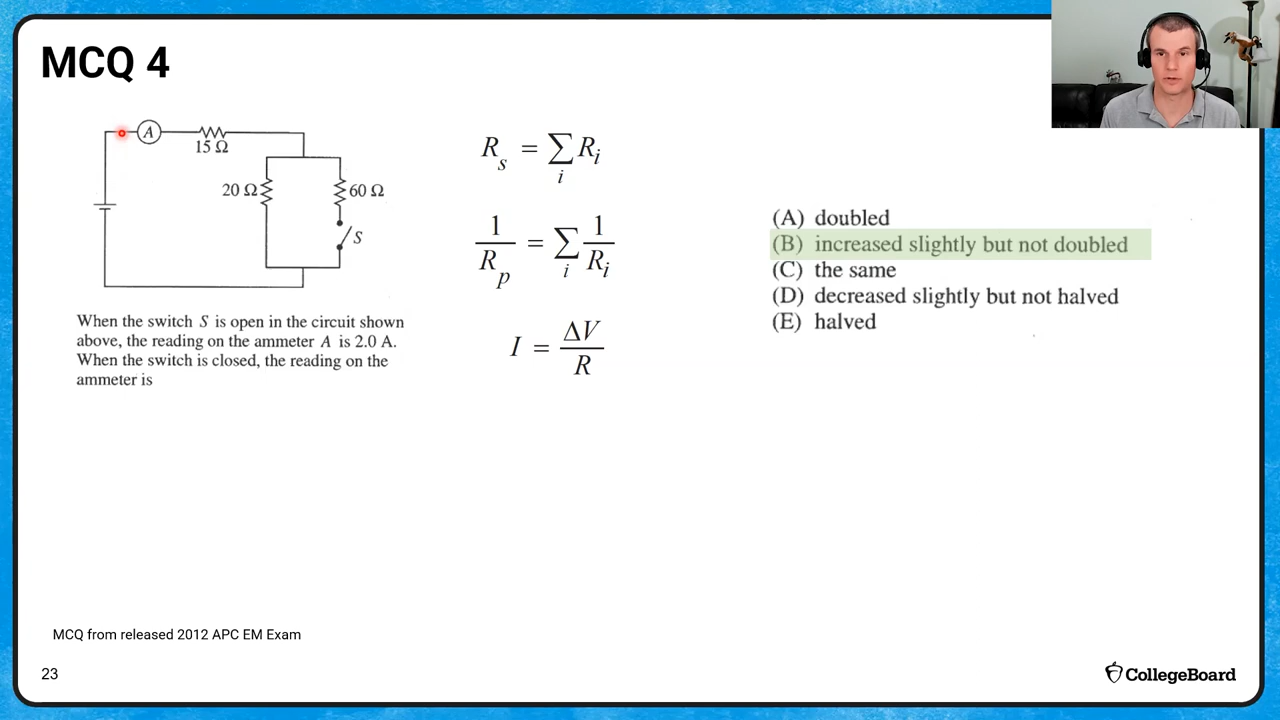 MCQ 4
A
15 Ω
20 Ω
60 Ω
S
When the switch S is open in the circuit shown
above, the reading on the ammeter A is 2.0 A.
When the switch is closed, the reading on the
ammeter is
R_s = ∑_i R_i
1/R_p = ∑_i 1/R_i
I = ΔV/R
(A) doubled
(B) increased slightly but not doubled
(C) the same
(D) decreased slightly but not halved
(E) halved
MCQ from released 2012 APC EM Exam
23
CollegeBoard